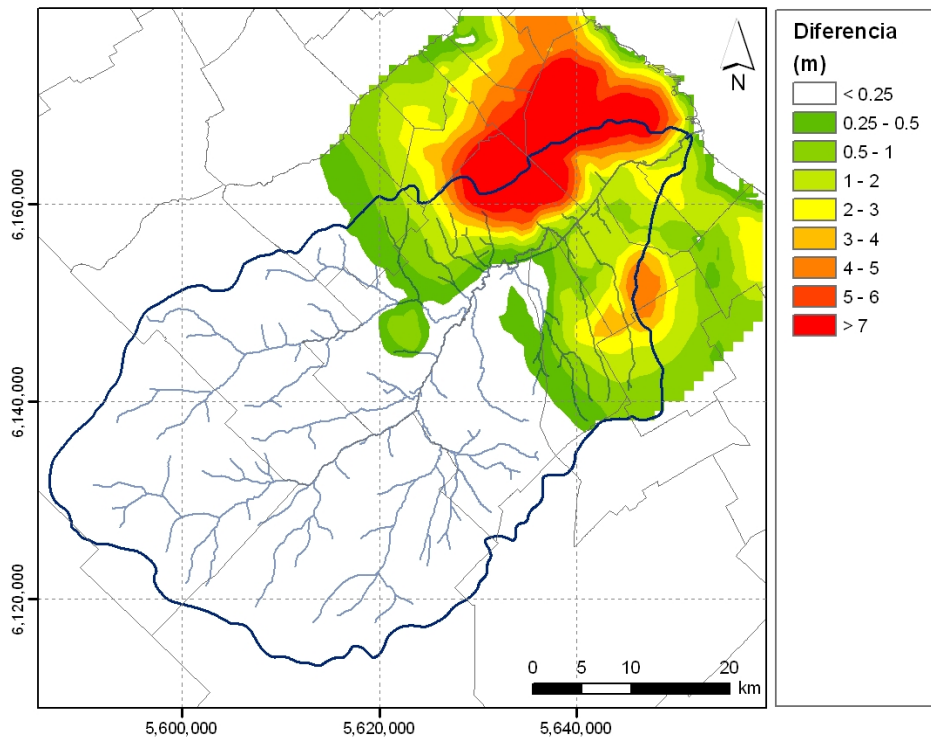 N
6,160,000
6,140,000
6,120,000
5,600,000
5,620,000
5,640,000
0 5 10 20
km
Diferencia
(m)
< 0.25
0.25 - 0.5
0.5 - 1
1 - 2
2 - 3
3 - 4
4 - 5
5 - 6
> 7